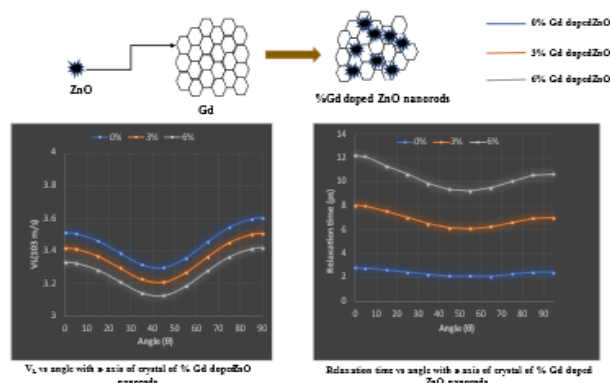 0% Gd dopedZnO
3% Gd dopedZnO
6% Gd dopedZnO
ZnO
Gd
%Gd doped ZnO nanorods
0% 3% 6%
4
3.8
3.6
3.4
3.2
3
VL(103 m/s)
0 10 20 30 40 50 60 70 80 90
Angle (Θ)
VL vs angle with a-axis of crystal of % Gd dopedZnO
nanorods
0% 3% 6%
14
12
10
8
6
4
2
0
Relaxation time (ps)
0 10 20 30 40 50 60 70 80 90
Angle (Θ)
Relaxation time vs angle with a-axis of crystal of % Gd doped
ZnO nanorods